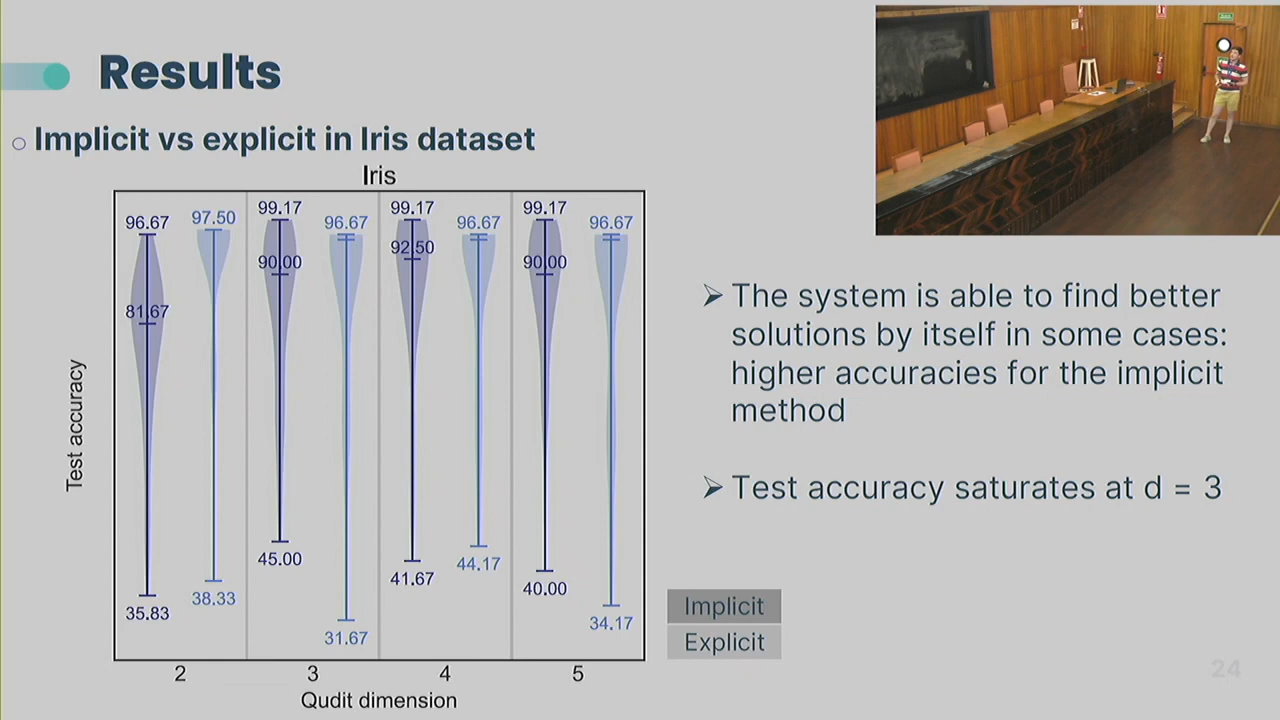 Results
Implicit vs explicit in Iris dataset
Iris
96.67 97.50 99.17 96.67 99.17 96.67 99.17 96.67
81.67 90.00 92.50 90.00
35.83 38.33 45.00 31.67 41.67 44.17 40.00 34.17
Test accuracy
2 3 4 5
Qudit dimension
The system is able to find better
solutions by itself in some cases:
higher accuracies for the implicit
method
Test accuracy saturates at d = 3
Implicit
Explicit
24